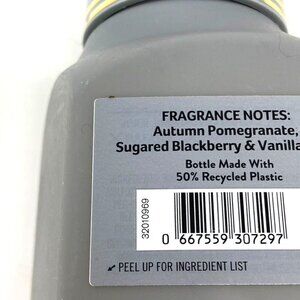 FRAGRANCE NOTES:
Autumn Pomegranate,
Sugared Blackberry & Vanilla
Bottle Made With
50% Recycled Plastic
32010969
0 667559 307297
↙ PEEL UP FOR INGREDIENT LIST